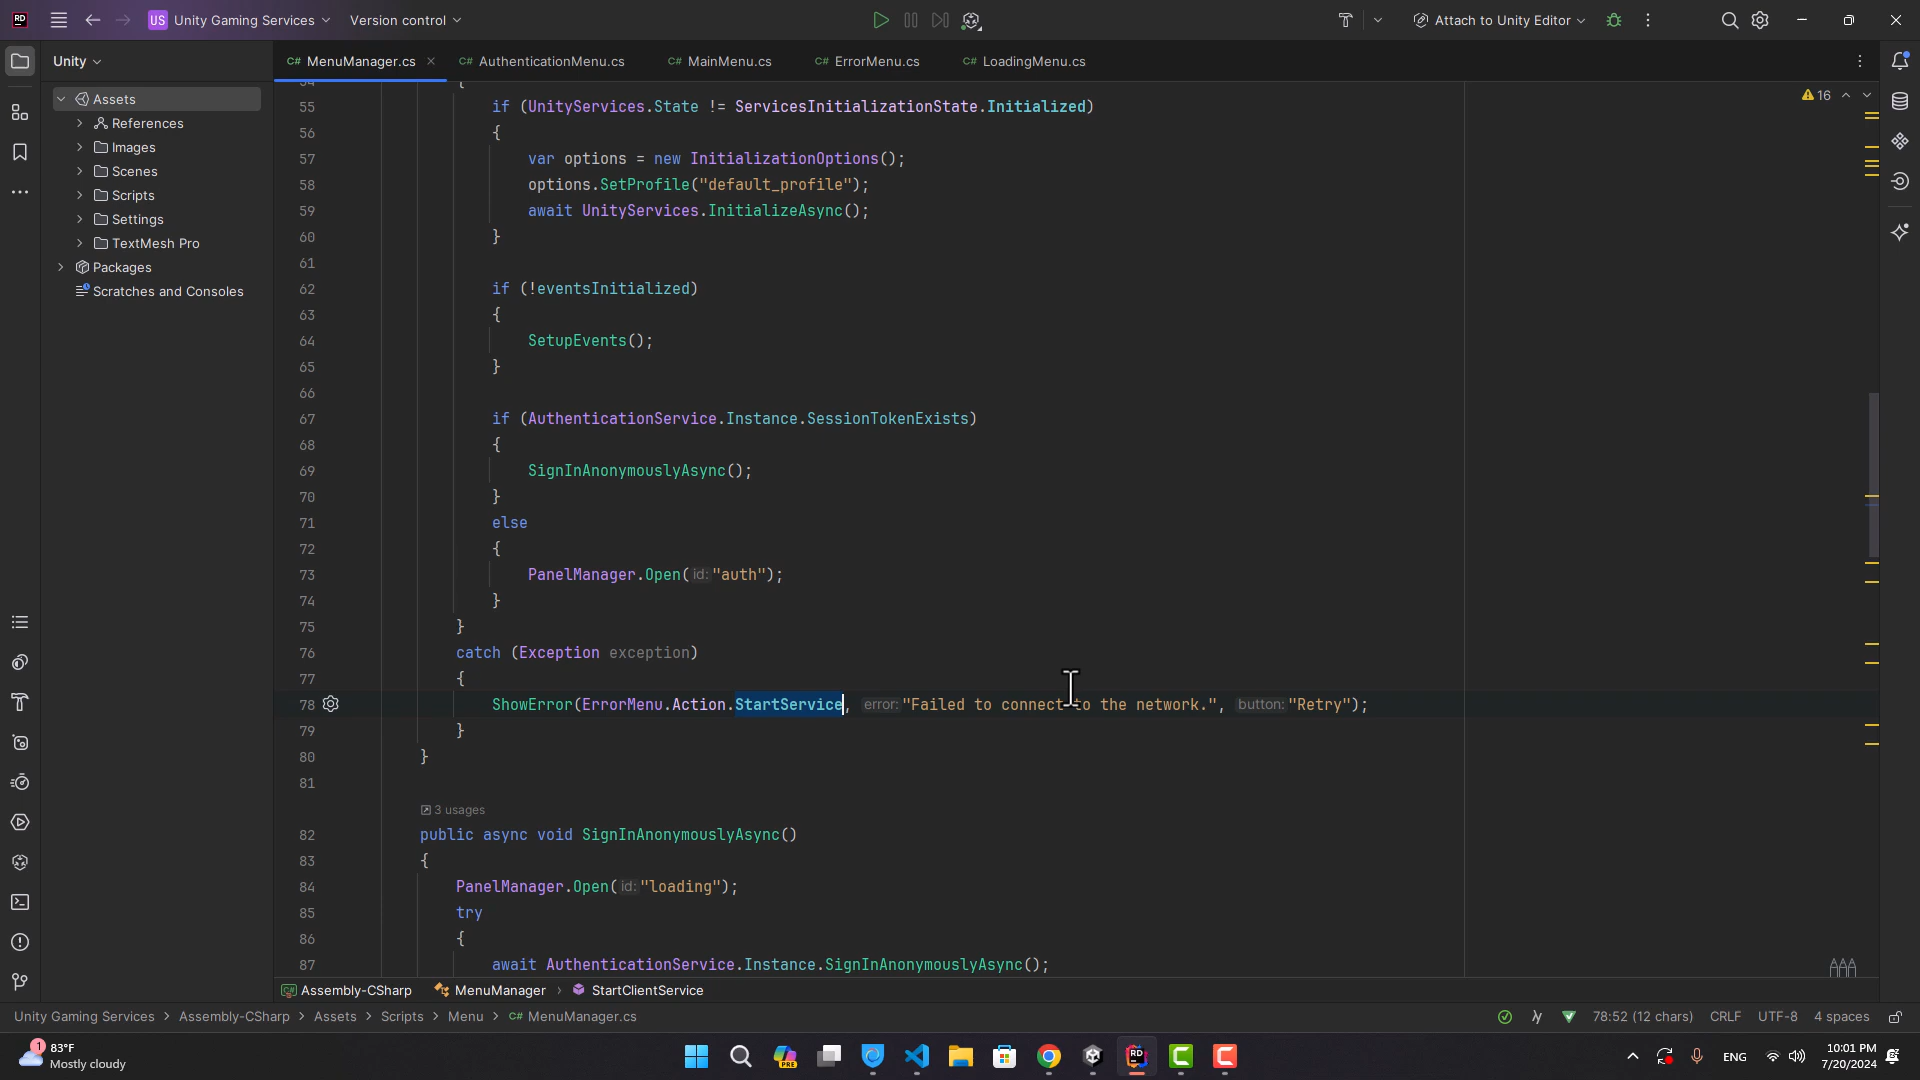 US Unity Gaming Services
Version control
Attach to Unity Editor
Unity
C# MenuManager.cs
C# AuthenticationMenu.cs
C# MainMenu.cs
C# ErrorMenu.cs
C# LoadingMenu.cs
Assets
References
Images
Scenes
Scripts
Settings
TextMesh Pro
Packages
Scratches and Consoles
16
54 {
55 if (UnityServices.State != ServicesInitializationState.Initialized)
56 {
57 var options = new InitializationOptions();
58 options.SetProfile("default_profile");
59 await UnityServices.InitializeAsync();
60 }
61
62 if (!eventsInitialized)
63 {
64 SetupEvents();
65 }
66
67 if (AuthenticationService.Instance.SessionTokenExists)
68 {
69 SignInAnonymouslyAsync();
70 }
71 else
72 {
73 PanelManager.Open( id: "auth");
74 }
75 }
76 catch (Exception exception)
77 {
78 ShowError(ErrorMenu.Action.StartService, error: "Failed to connect to the network.", button: "Retry");
79 }
80 }
81
3 usages
82 public async void SignInAnonymouslyAsync()
83 {
84 PanelManager.Open( id: "loading");
85 try
86 {
87 await AuthenticationService.Instance.SignInAnonymouslyAsync();
C# Assembly-CSharp MenuManager > StartClientService
Unity Gaming Services > Assembly-CSharp > Assets > Scripts > Menu > C# MenuManager.cs
78:52 (12 chars) CRLF UTF-8 4 spaces
1
83°F
Mostly cloudy
PRE
RD
ENG
10:01 PM
7/20/2024